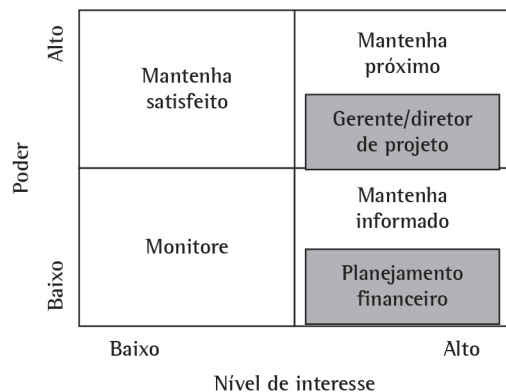 Alto
Mantenha
satisfeito
Mantenha
próximo
Gerente/diretor
de projeto
Poder
Monitore
Mantenha
informado
Planejamento
financeiro
Baixo
Baixo
Alto
Nível de interesse